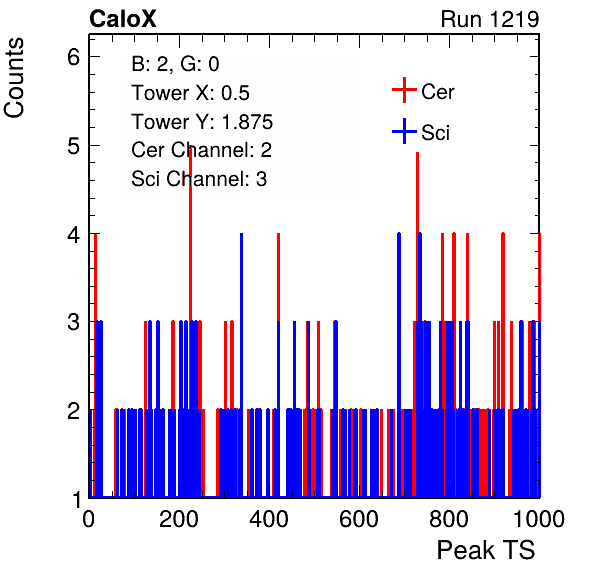 CaloX Run 1219
Counts
B: 2, G: 0
Tower X: 0.5
Tower Y: 1.875
Cer Channel: 2
Sci Channel: 3
Cer
Sci
6
5
4
3
2
1
0 200 400 600 800 1000
Peak TS